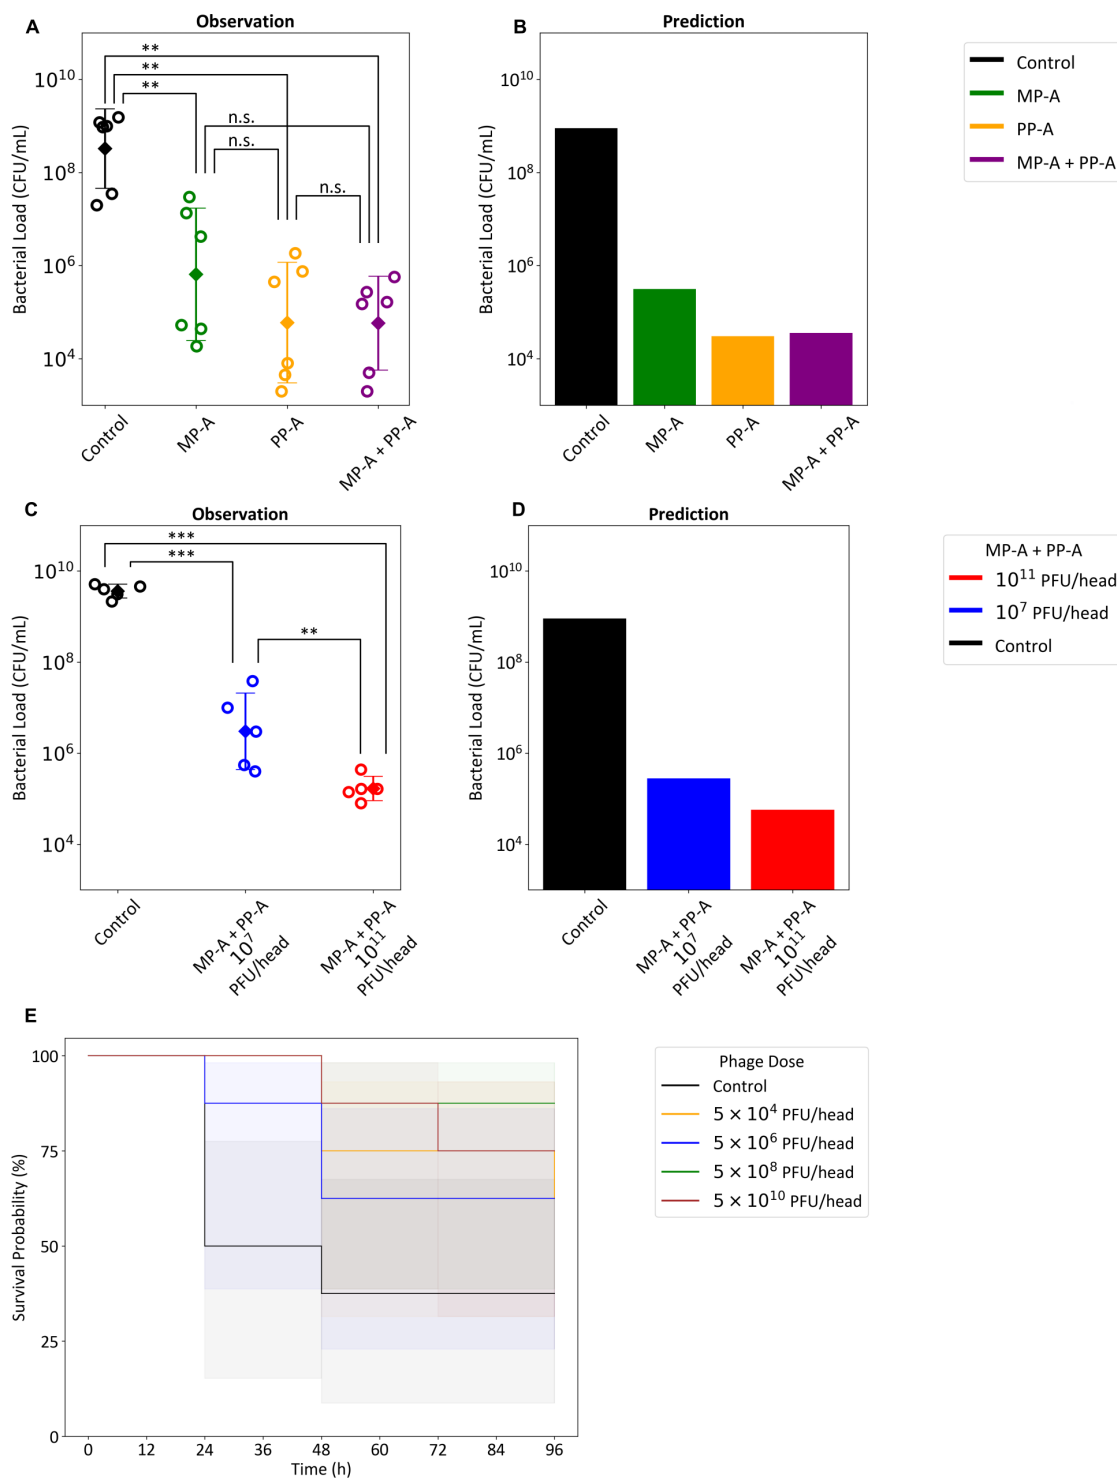 A
Observation
Bacterial Load (CFU/mL)
10^10
10^8
10^6
10^4
**
**
**
n.s.
n.s.
n.s.
Control
MP-A
PP-A
MP-A + PP-A
B
Prediction
Bacterial Load (CFU/mL)
10^10
10^8
10^6
10^4
Control
MP-A
PP-A
MP-A + PP-A
Control
MP-A
PP-A
MP-A + PP-A
C
Observation
Bacterial Load (CFU/mL)
10^10
10^8
10^6
10^4
***
***
**
Control
MP-A + PP-A
10^7
PFU/head
MP-A + PP-A
10^11
PFU\head
D
Prediction
Bacterial Load (CFU/mL)
10^10
10^8
10^6
10^4
Control
MP-A + PP-A
10^7
PFU/head
MP-A + PP-A
10^11
PFU\head
MP-A + PP-A
10^11 PFU/head
10^7 PFU/head
Control
E
Survival Probability (%)
100
75
50
25
0
0 12 24 36 48 60 72 84 96
Time (h)
Phage Dose
Control
5 × 10^4 PFU/head
5 × 10^6 PFU/head
5 × 10^8 PFU/head
5 × 10^10 PFU/head